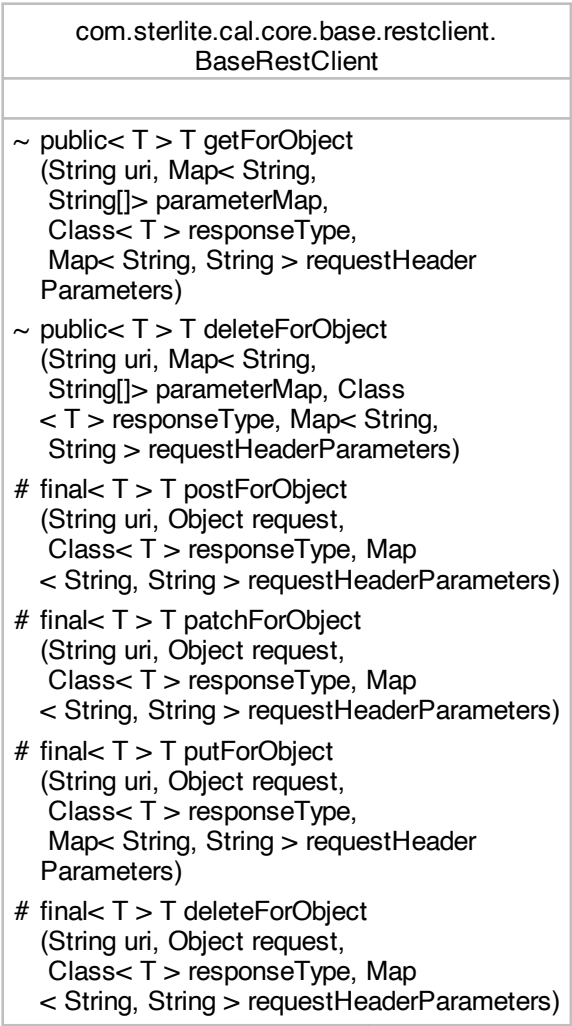 com.sterlite.cal.core.base.restclient.
BaseRestClient
~ public< T > T getForObject
(String uri, Map< String,
String[]> parameterMap,
Class< T > responseType,
Map< String, String > requestHeader
Parameters)
~ public< T > T deleteForObject
(String uri, Map< String,
String[]> parameterMap, Class
< T > responseType, Map< String,
String > requestHeaderParameters)
# final< T > T postForObject
(String uri, Object request,
Class< T > responseType, Map
< String, String > requestHeaderParameters)
# final< T > T patchForObject
(String uri, Object request,
Class< T > responseType, Map
< String, String > requestHeaderParameters)
# final< T > T putForObject
(String uri, Object request,
Class< T > responseType,
Map< String, String > requestHeader
Parameters)
# final< T > T deleteForObject
(String uri, Object request,
Class< T > responseType, Map
< String, String > requestHeaderParameters)